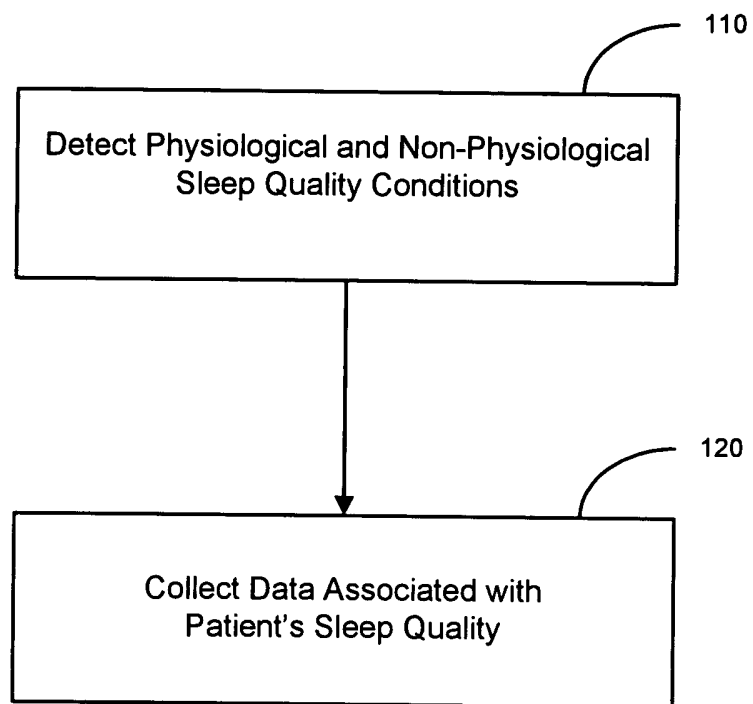 110
Detect Physiological and Non-Physiological
Sleep Quality Conditions
120
Collect Data Associated with
Patient's Sleep Quality